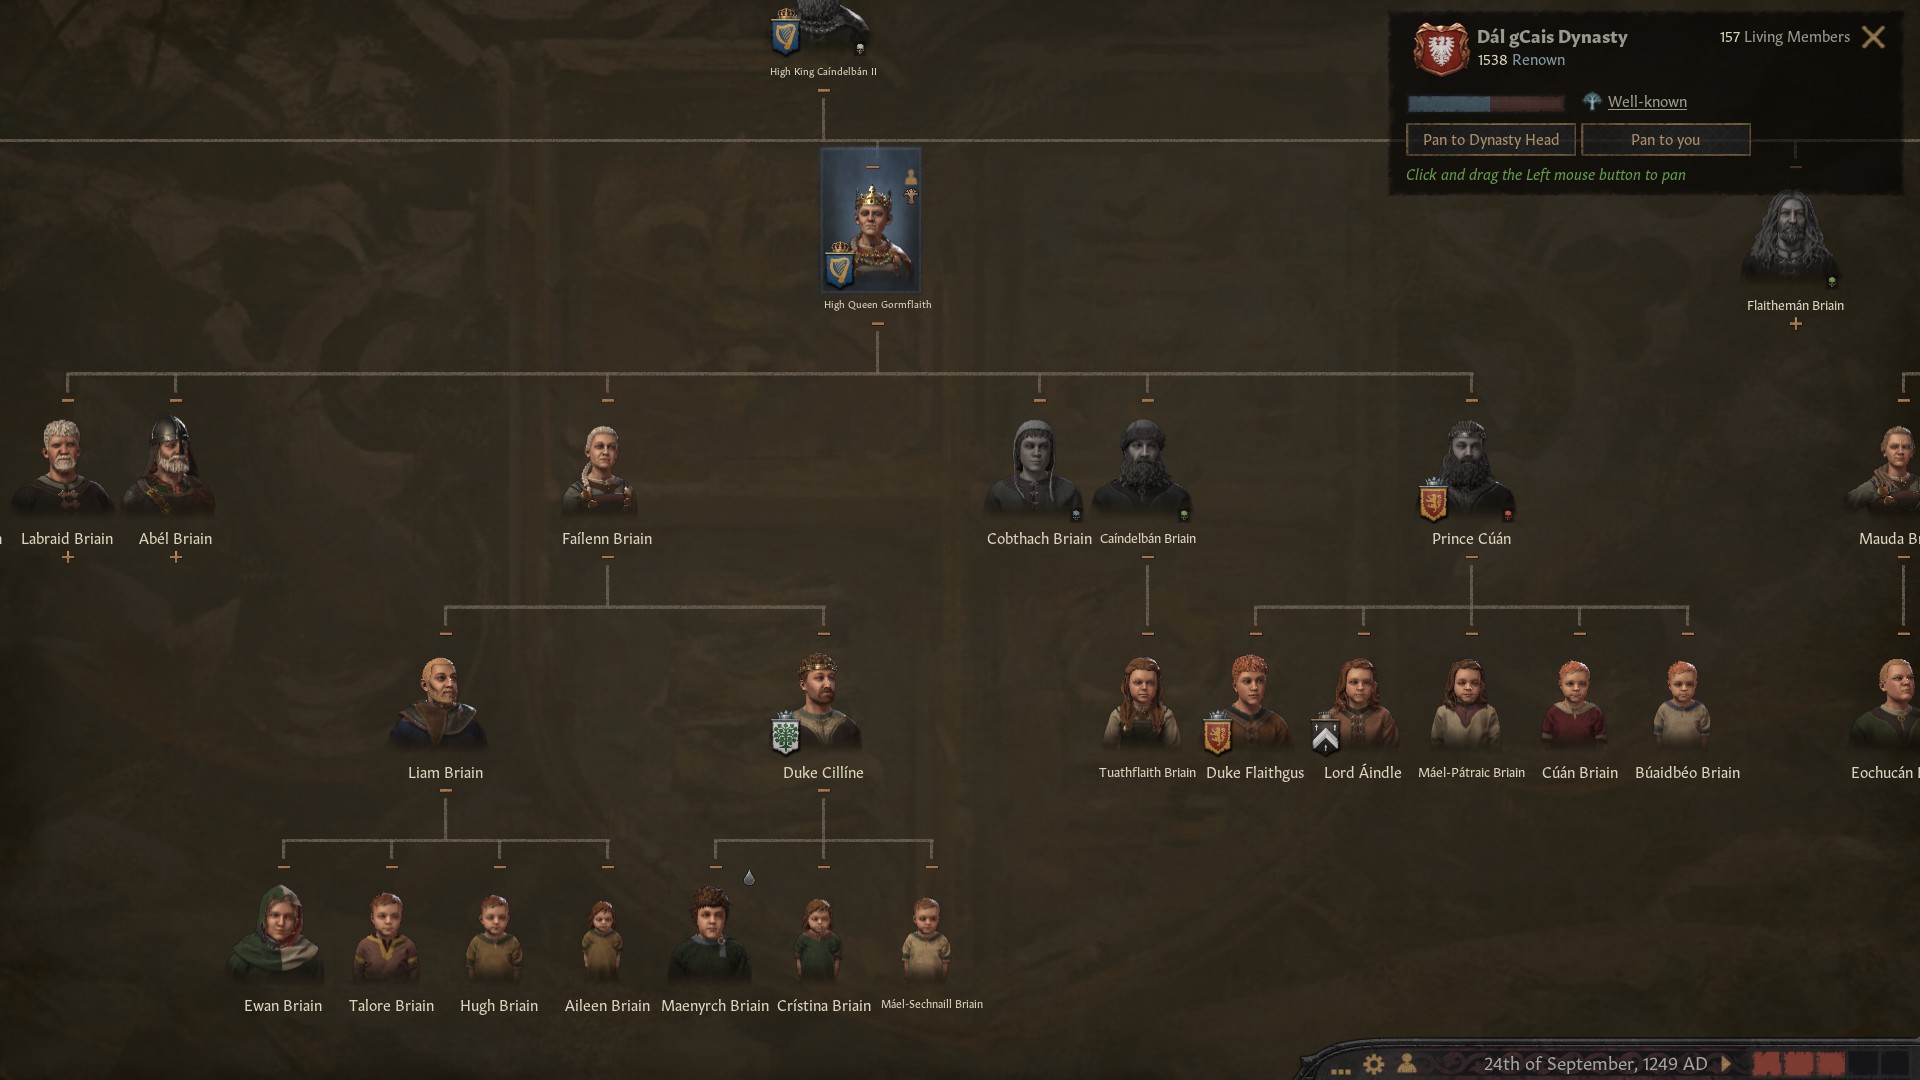 High King Caíndelbán II
Dál gCais Dynasty
157 Living Members
1538 Renown
Well-known
Pan to Dynasty Head
Pan to you
Click and drag the Left mouse button to pan
High Queen Gormflaith
Flaithemán Briain
Labraid Briain
Abél Briain
Faílenn Briain
Cobthach Briain
Caíndelbán Briain
Prince Cúán
Mauda
Liam Briain
Duke Cillíne
Tuathflaith Briain
Duke Flaithgus
Lord Áindle
Máel-Pátraic Briain
Cúán Briain
Búaidbéo Briain
Eochucán
Ewan Briain
Talore Briain
Hugh Briain
Aileen Briain
Maenyrch Briain
Crístina Briain
Máel-Sechnaill Briain
24th of September, 1249 AD